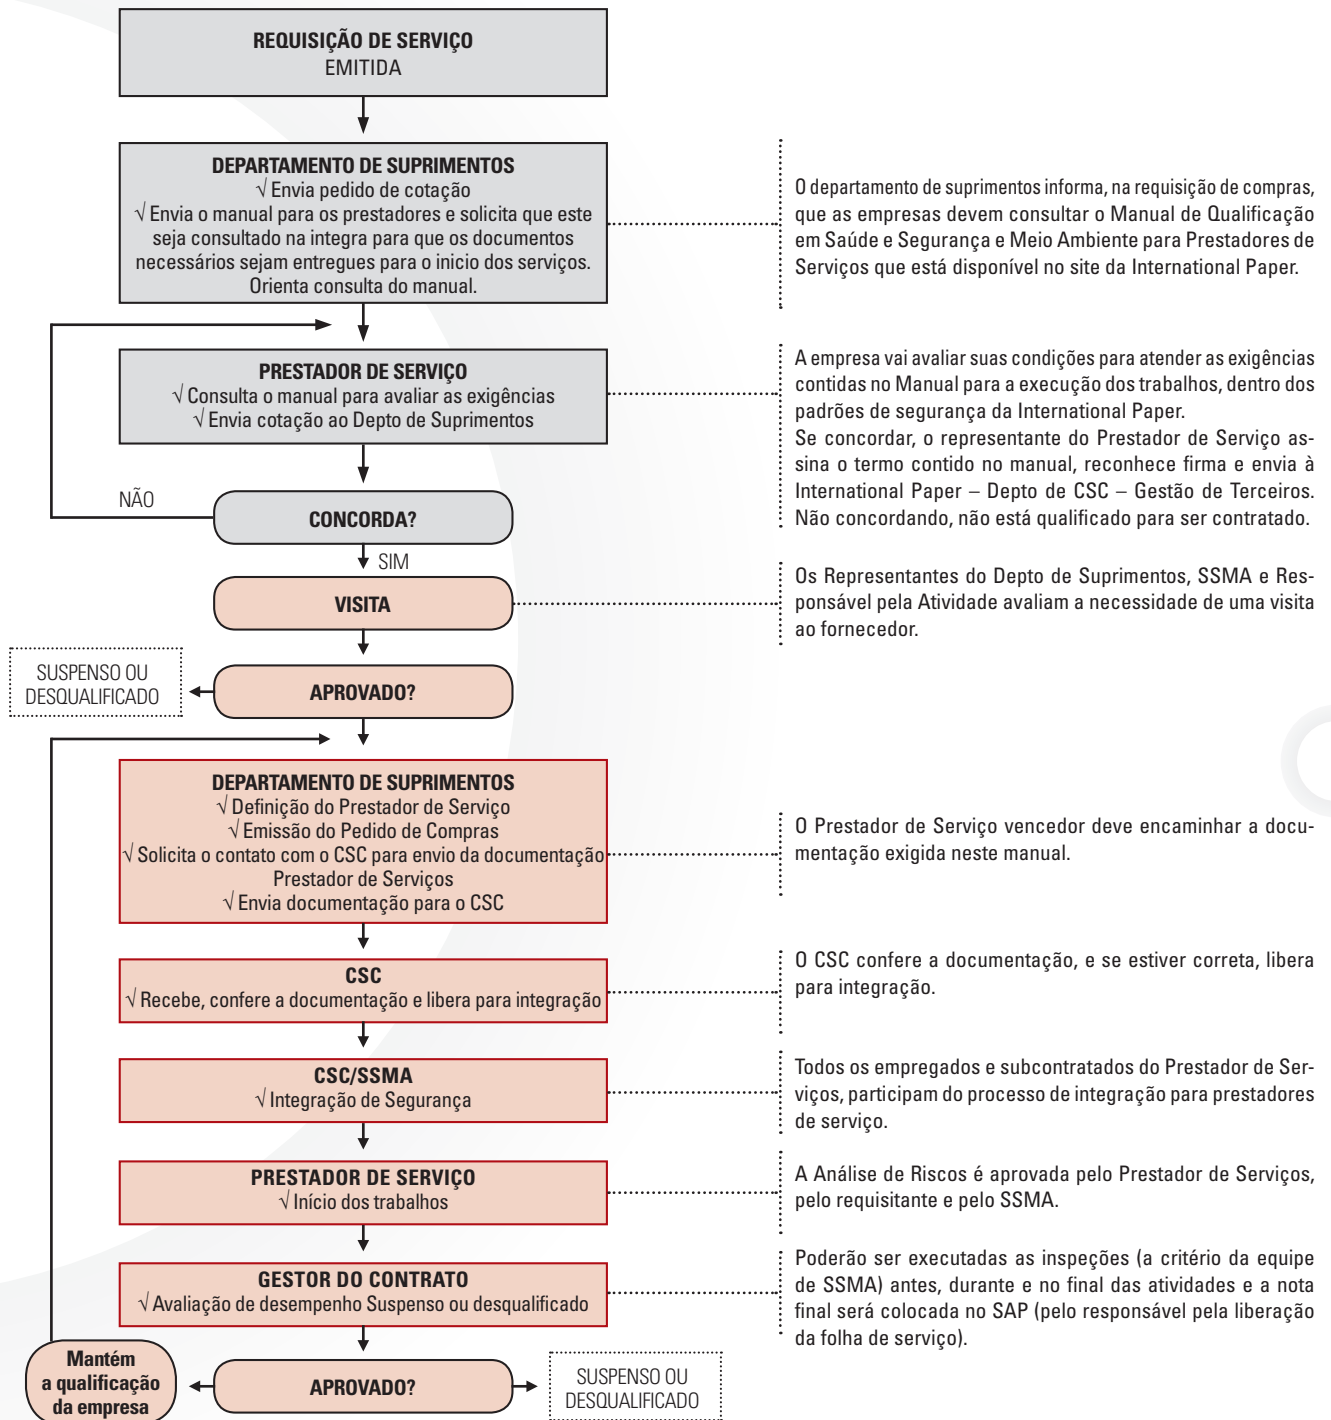 REQUISIÇÃO DE SERVIÇO
EMITIDA
DEPARTAMENTO DE SUPRIMENTOS
√ Envia pedido de cotação
√ Envia o manual para os prestadores e solicita que este
seja consultado na integra para que os documentos
necessários sejam entregues para o inicio dos serviços.
Orienta consulta do manual.
O departamento de suprimentos informa, na requisição de compras,
que as empresas devem consultar o Manual de Qualificação
em Saúde e Segurança e Meio Ambiente para Prestadores de
Serviços que está disponível no site da International Paper.
PRESTADOR DE SERVIÇO
√ Consulta o manual para avaliar as exigências
√ Envia cotação ao Depto de Suprimentos
A empresa vai avaliar suas condições para atender as exigências
contidas no Manual para a execução dos trabalhos, dentro dos
padrões de segurança da International Paper.
Se concordar, o representante do Prestador de Serviço as-
sina o termo contido no manual, reconhece firma e envia à
International Paper – Depto de CSC – Gestão de Terceiros.
Não concordando, não está qualificado para ser contratado.
NÃO
CONCORDA?
SIM
VISITA
Os Representantes do Depto de Suprimentos, SSMA e Res-
ponsável pela Atividade avaliam a necessidade de uma visita
ao fornecedor.
SUSPENSO OU
DESQUALIFICADO
APROVADO?
DEPARTAMENTO DE SUPRIMENTOS
√ Definição do Prestador de Serviço
√ Emissão do Pedido de Compras
√ Solicita o contato com o CSC para envio da documentação
Prestador de Serviços
√ Envia documentação para o CSC
O Prestador de Serviço vencedor deve encaminhar a docu-
mentação exigida neste manual.
CSC
√ Recebe, confere a documentação e libera para integração
O CSC confere a documentação, e se estiver correta, libera
para integração.
CSC/SSMA
√ Integração de Segurança
Todos os empregados e subcontratados do Prestador de Ser-
viços, participam do processo de integração para prestadores
de serviço.
PRESTADOR DE SERVIÇO
√ Início dos trabalhos
A Análise de Riscos é aprovada pelo Prestador de Serviços,
pelo requisitante e pelo SSMA.
GESTOR DO CONTRATO
√ Avaliação de desempenho Suspenso ou desqualificado
Poderão ser executadas as inspeções (a critério da equipe
de SSMA) antes, durante e no final das atividades e a nota
final será colocada no SAP (pelo responsável pela liberação
da folha de serviço).
Mantém
a qualificação
da empresa
APROVADO?
SUSPENSO OU
DESQUALIFICADO